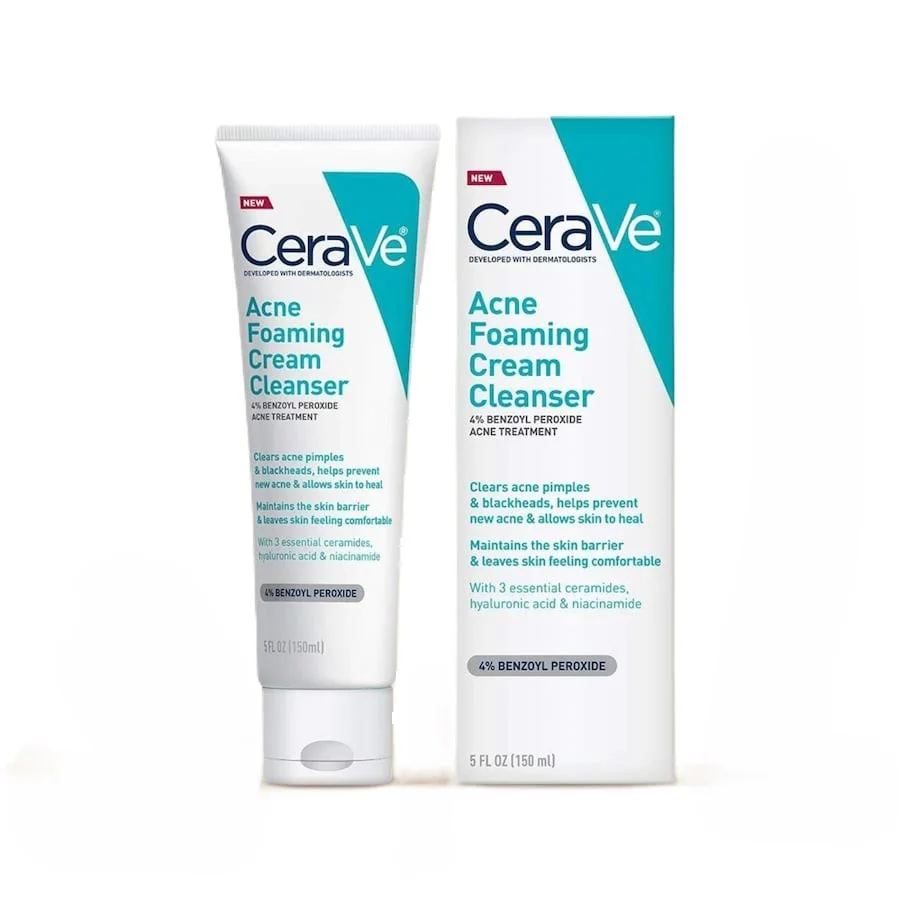 NEW
CeraVe®
DEVELOPED WITH DERMATOLOGISTS
Acne
Foaming
Cream
Cleanser
4% BENZOYL PEROXIDE
ACNE TREATMENT
Clears acne pimples
& blackheads, helps prevent
new acne & allows skin to heal
Maintains the skin barrier
& leaves skin feeling comfortable
With 3 essential ceramides,
hyaluronic acid & niacinamide
4% BENZOYL PEROXIDE
5 FL OZ (150ml)
NEW
CeraVe®
DEVELOPED WITH DERMATOLOGISTS
Acne
Foaming
Cream
Cleanser
4% BENZOYL PEROXIDE
ACNE TREATMENT
Clears acne pimples
& blackheads, helps prevent
new acne & allows skin to heal
Maintains the skin barrier
& leaves skin feeling comfortable
With 3 essential ceramides,
hyaluronic acid & niacinamide
4% BENZOYL PEROXIDE
5 FL OZ (150 ml)